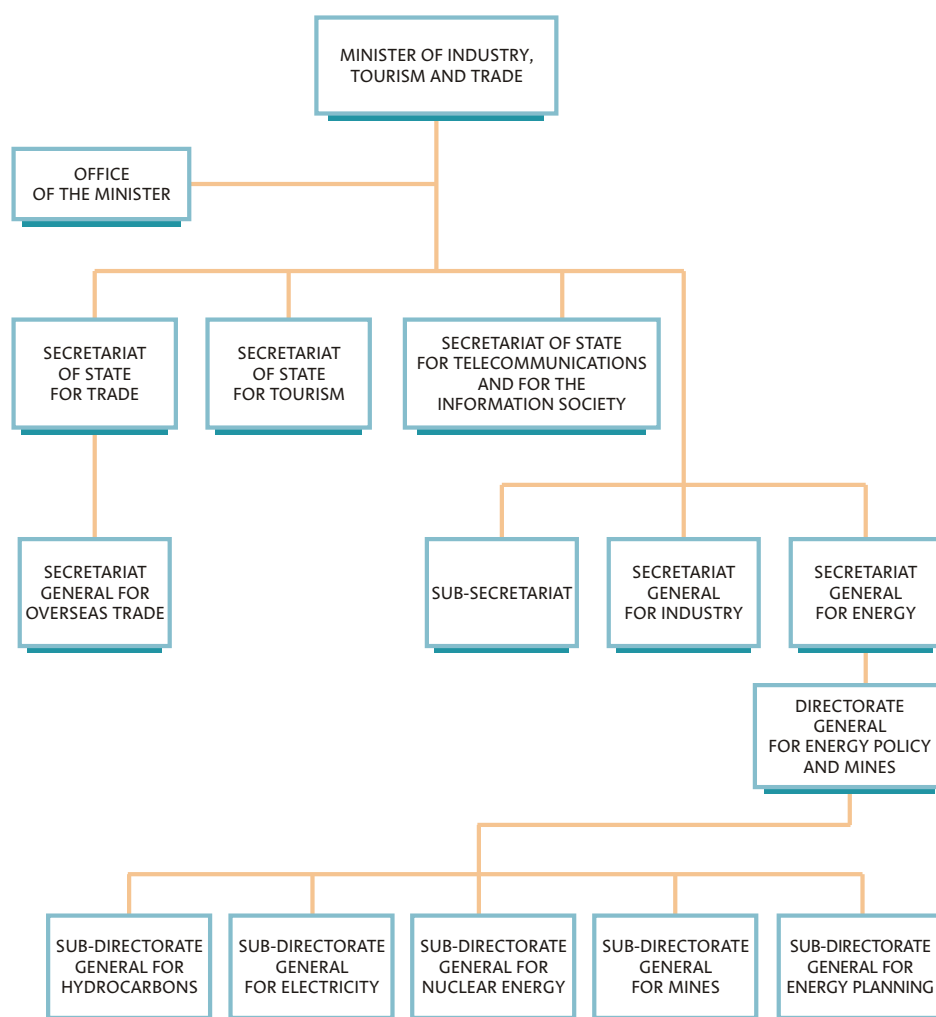 MINISTER OF INDUSTRY,
TOURISM AND TRADE
OFFICE
OF THE MINISTER
SECRETARIAT
OF STATE
FOR TRADE
SECRETARIAT
OF STATE
FOR TOURISM
SECRETARIAT OF STATE
FOR TELECOMMUNICATIONS
AND FOR THE
INFORMATION SOCIETY
SECRETARIAT
GENERAL FOR
OVERSEAS TRADE
SUB-SECRETARIAT
SECRETARIAT
GENERAL
FOR INDUSTRY
SECRETARIAT
GENERAL
FOR ENERGY
DIRECTORATE
GENERAL
FOR ENERGY POLICY
AND MINES
SUB-DIRECTORATE
GENERAL FOR
HYDROCARBONS
SUB-DIRECTORATE
GENERAL
FOR ELECTRICITY
SUB-DIRECTORATE
GENERAL FOR
NUCLEAR ENERGY
SUB-DIRECTORATE
GENERAL
FOR MINES
SUB-DIRECTORATE
GENERAL FOR
ENERGY PLANNING